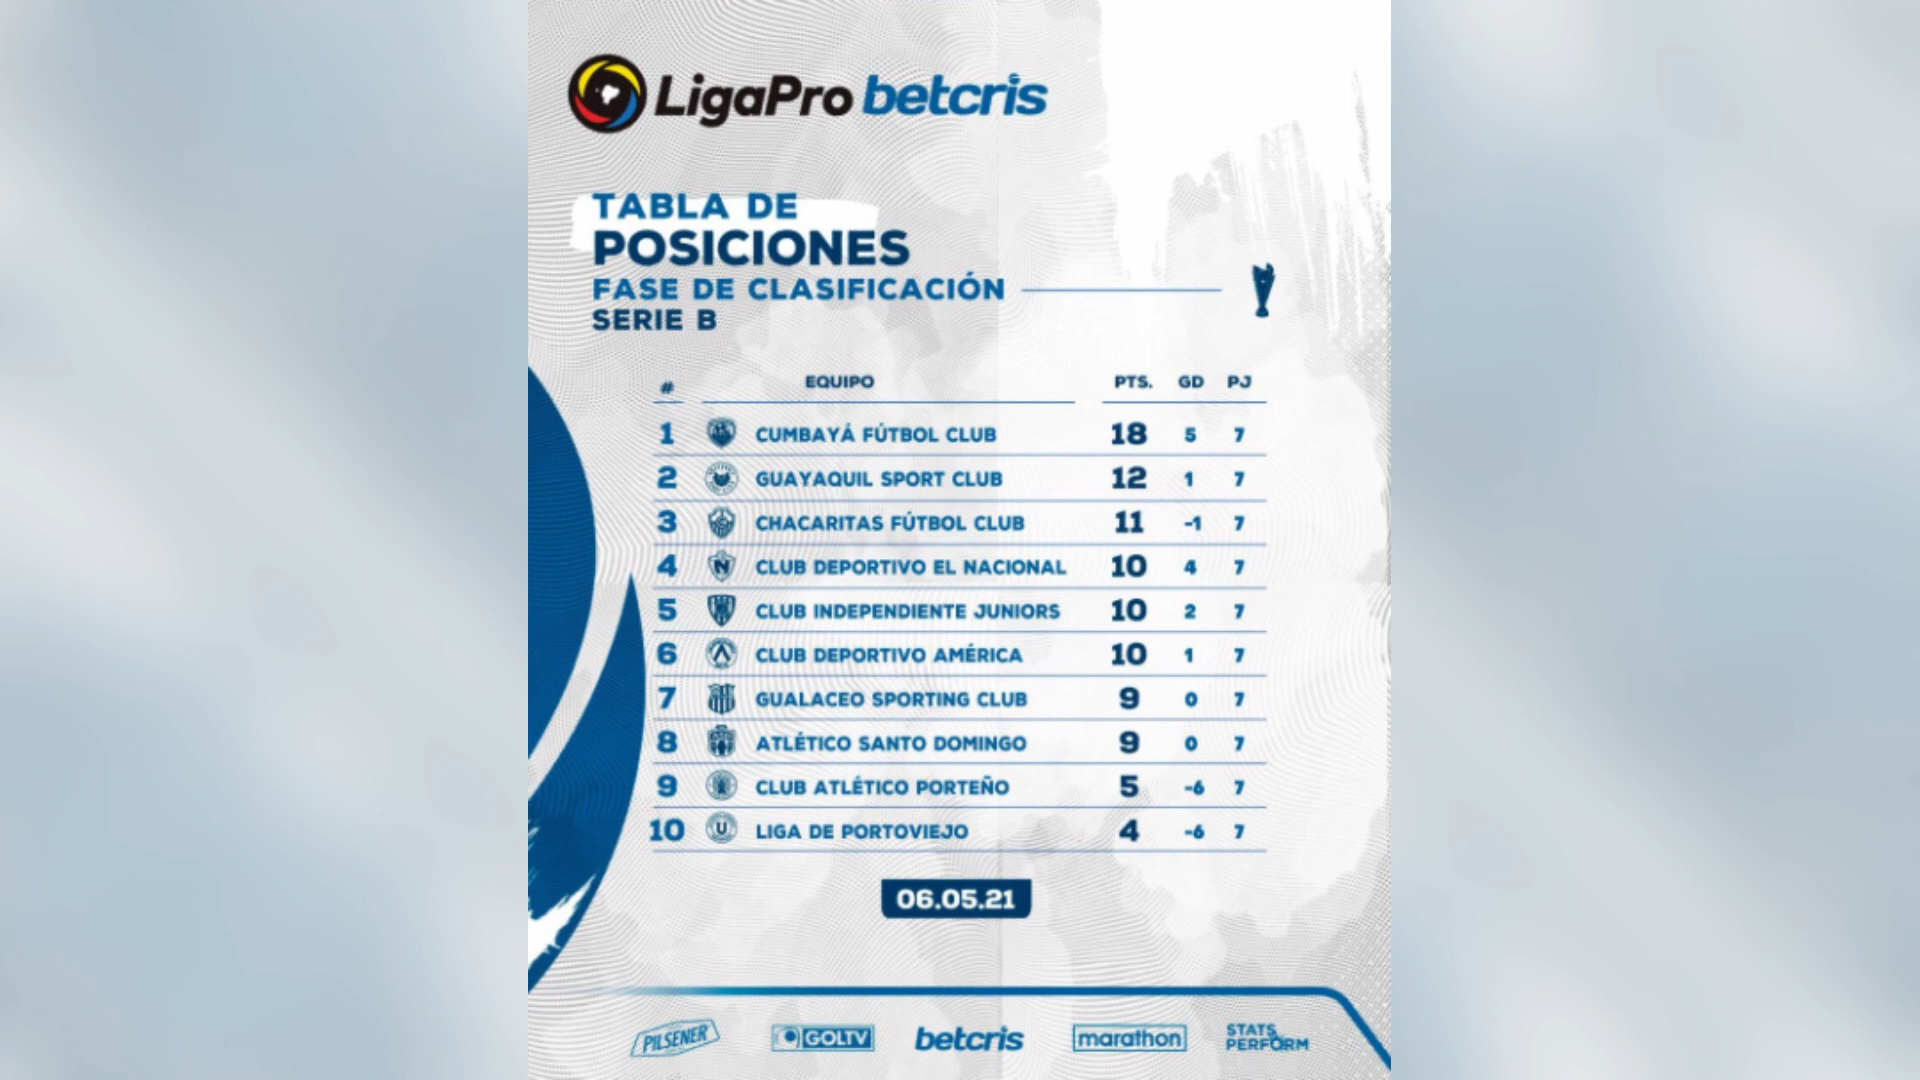 LigaPro betcris
TABLA DE
POSICIONES
FASE DE CLASIFICACIÓN
SERIE B
# EQUIPO PTS. GD PJ
1 CUMBAYÁ FÚTBOL CLUB 18 5 7
2 GUAYAQUIL SPORT CLUB 12 1 7
3 CHACARITAS FÚTBOL CLUB 11 -1 7
4 CLUB DEPORTIVO EL NACIONAL 10 4 7
5 CLUB INDEPENDIENTE JUNIORS 10 2 7
6 CLUB DEPORTIVO AMÉRICA 10 1 7
7 GUALACEO SPORTING CLUB 9 0 7
8 ATLÉTICO SANTO DOMINGO 9 0 7
9 CLUB ATLÉTICO PORTEÑO 5 -6 7
10 U LIGA DE PORTOVIEJO 4 -6 7
06.05.21
PILSENER GOLTV betcris marathon STATS
PERFORM